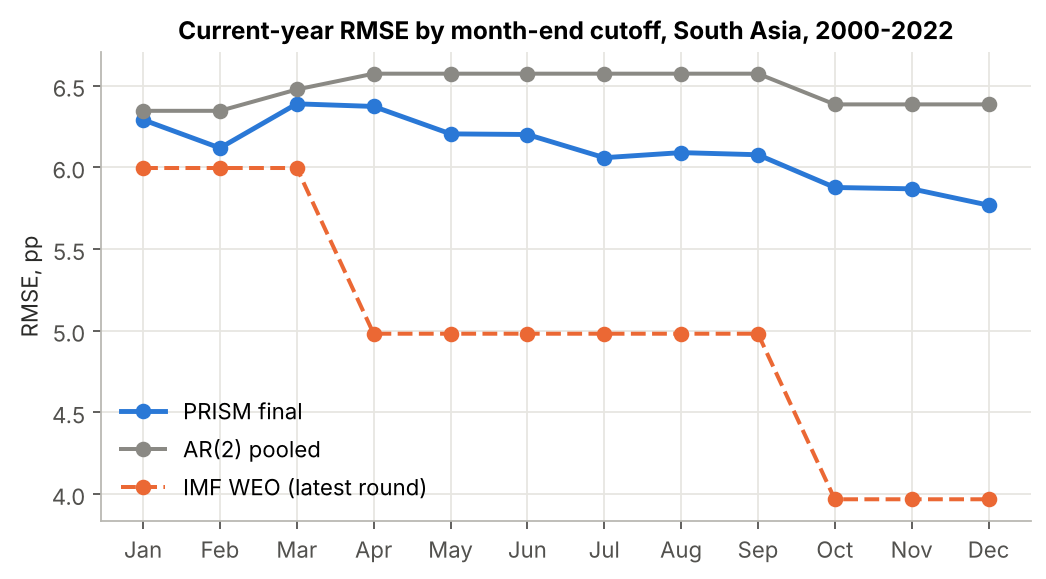 Current-year RMSE by month-end cutoff, South Asia, 2000-2022
RMSE, pp
6.5
6.0
5.5
5.0
4.5
4.0
PRISM final
AR(2) pooled
IMF WEO (latest round)
Jan Feb Mar Apr May Jun Jul Aug Sep Oct Nov Dec